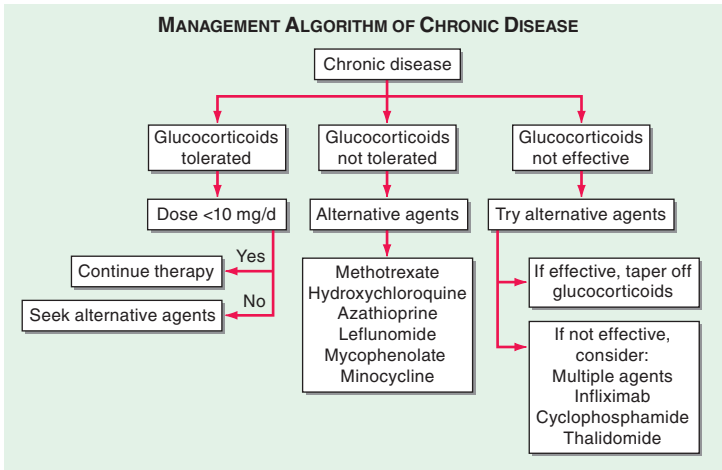 MANAGEMENT ALGORITHM OF CHRONIC DISEASE
Chronic disease
Glucocorticoids
tolerated
Glucocorticoids
not tolerated
Glucocorticoids
not effective
Dose <10 mg/d
Alternative agents
Try alternative agents
Yes
Continue therapy
No
Seek alternative agents
Methotrexate
Hydroxychloroquine
Azathioprine
Leflunomide
Mycophenolate
Minocycline
If effective, taper off
glucocorticoids
If not effective,
consider:
Multiple agents
Infliximab
Cyclophosphamide
Thalidomide